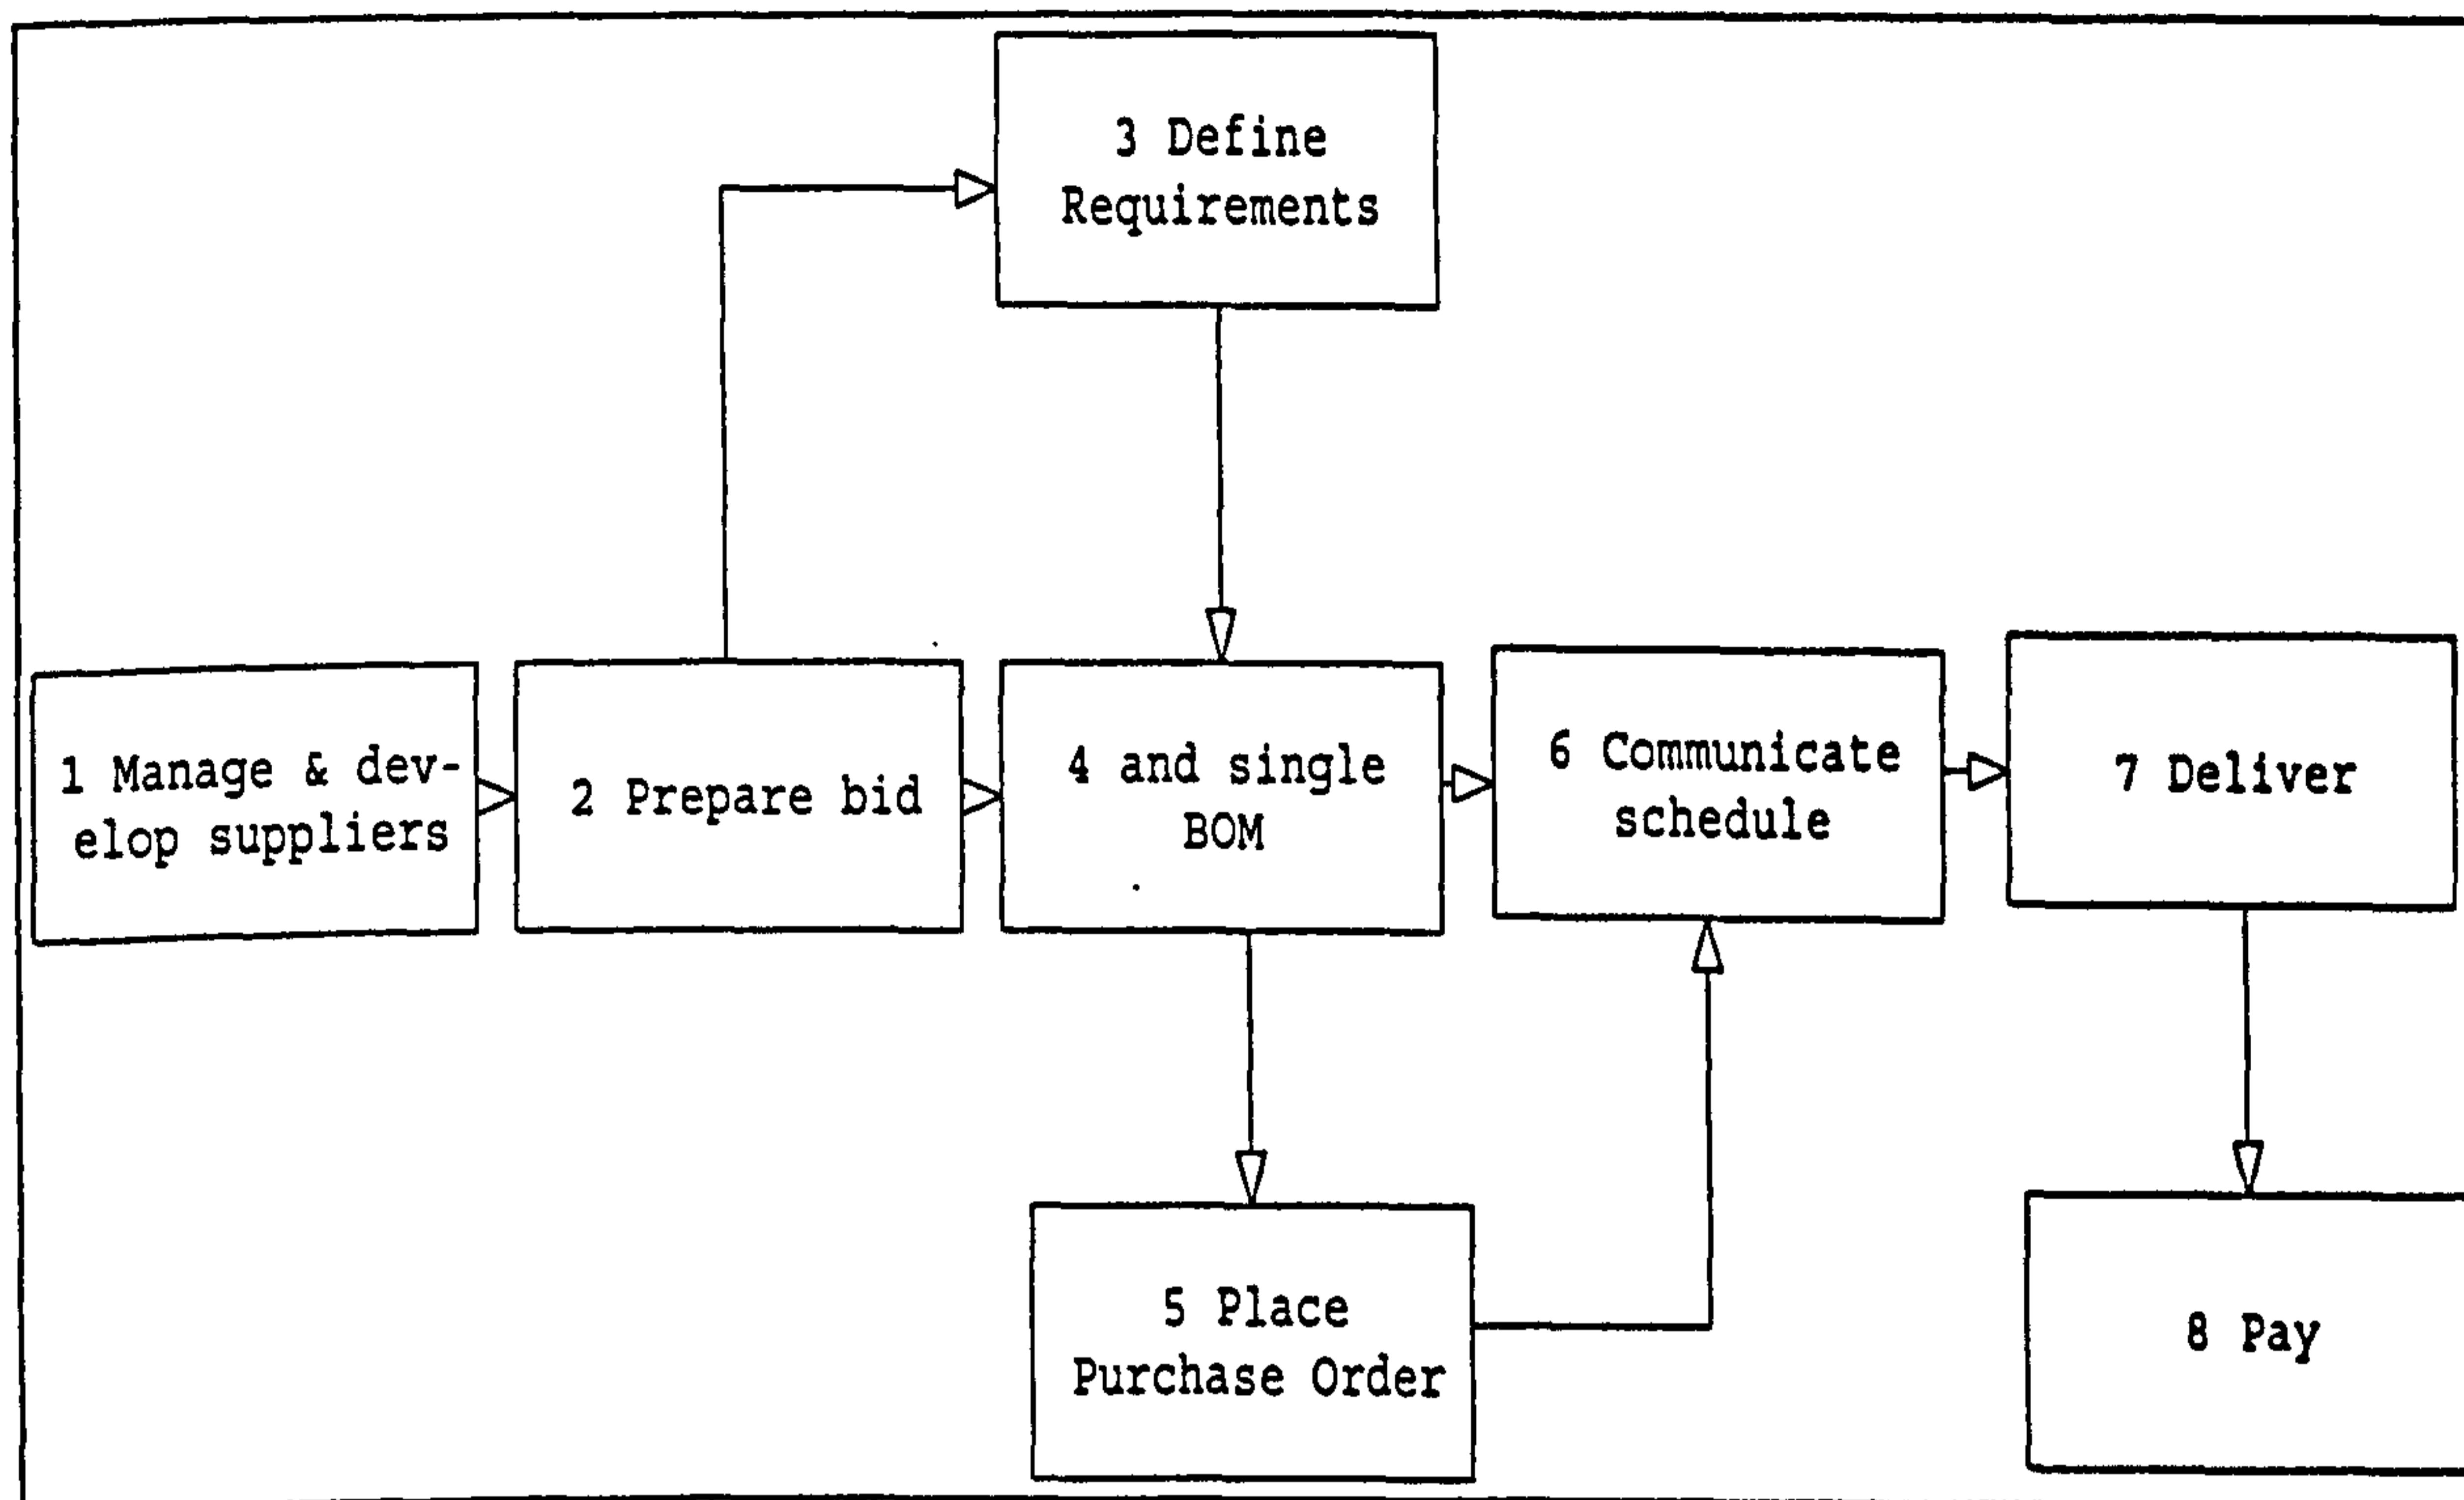 3 Define
Requirements
1 Manage & dev-
elop suppliers
2 Prepare bid
4 and single
BOM
6 Communicate
schedule
7 Deliver
5 Place
Purchase Order
8 Pay